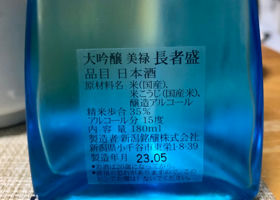 大吟醸 美禄 長者盛
品目 日本酒
原材料名 米(国産)、
米こうじ(国産米)、
醸造アルコール
精米歩合 35%
アルコール分 15度
内容量 180ml
製造者 新潟銘醸株式会社
新潟県小千谷市東栄1-8-39
製造年月 23.05